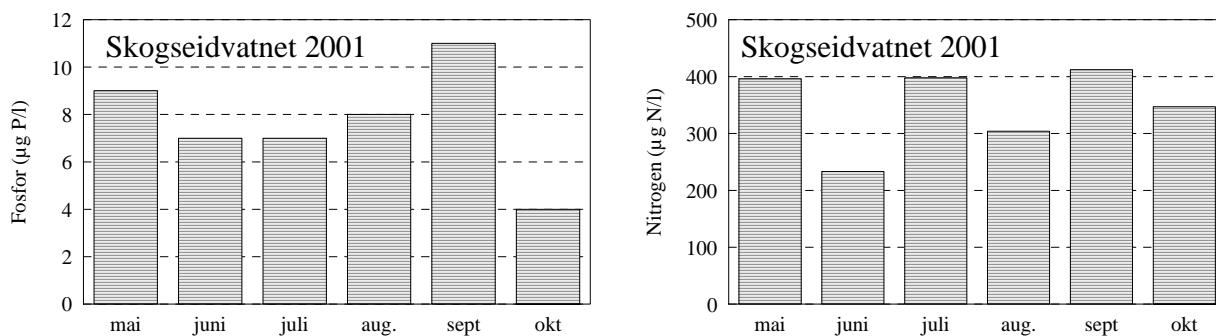 Skogseidvatnet 2001
Fosfor (µg P/l)
12
10
8
6
4
2
0
mai juni juli aug. sept okt
Skogseidvatnet 2001
Nitrogen (µg N/l)
500
400
300
200
100
0
mai juni juli aug. sept okt